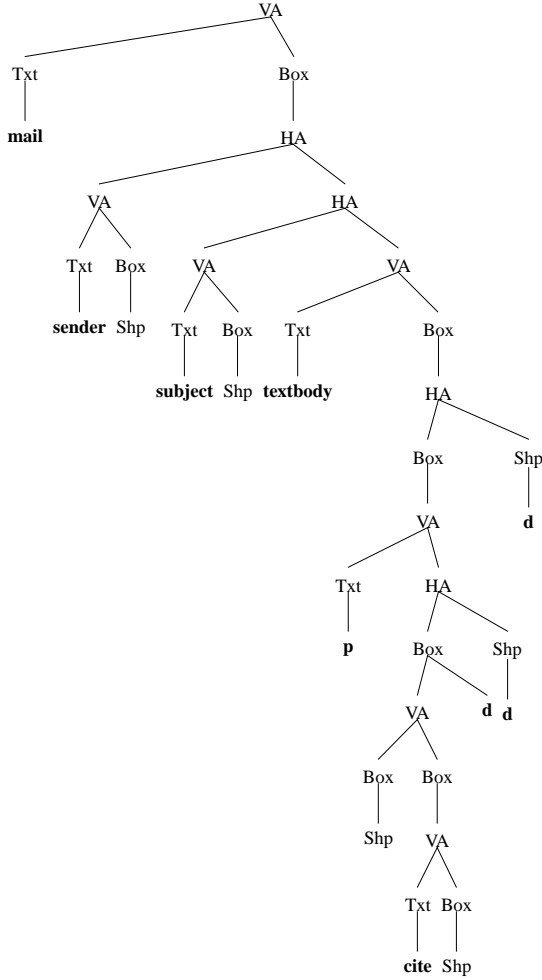 VA
Txt Box
mail
HA
VA HA
Txt Box VA VA
sender Shp Txt Box Txt Box
subject Shp textbody
HA
Box Shp
VA d
Txt HA
p Box Shp
VA d d
Box Box
Shp VA
Txt Box
cite Shp